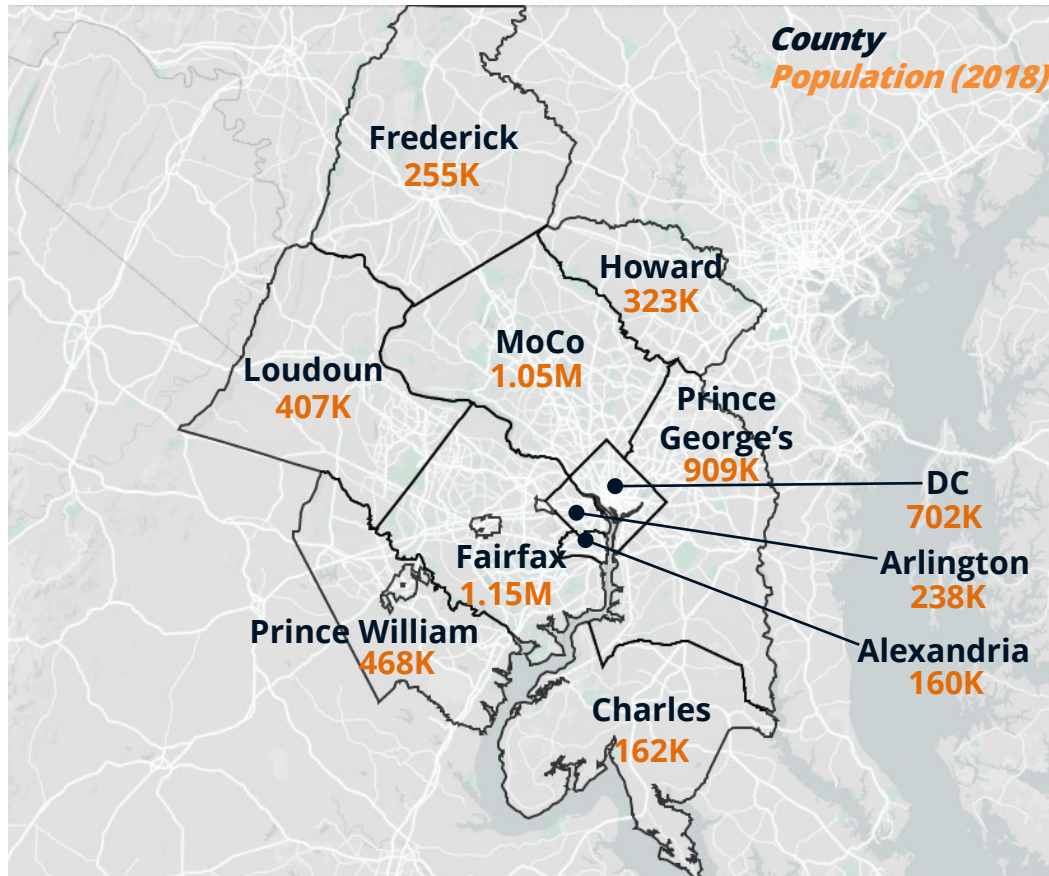 County
Population (2018)
Frederick
255K
Howard
323K
MoCo
1.05M
Loudoun
407K
Prince
George’s
909K
DC
702K
Arlington
238K
Fairfax
1.15M
Prince William
468K
Alexandria
160K
Charles
162K